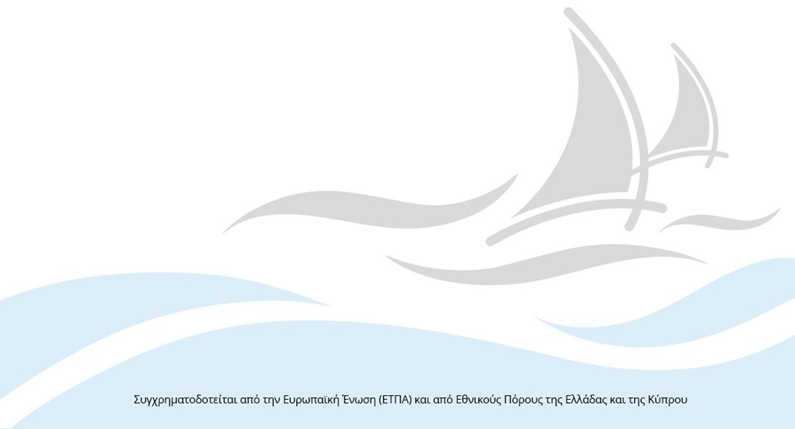 Συγχρηματοδοτείται από την Ευρωπαϊκή Ένωση (ΕΤΠΑ) και από Εθνικούς Πόρους της Ελλάδας και της Κύπρου